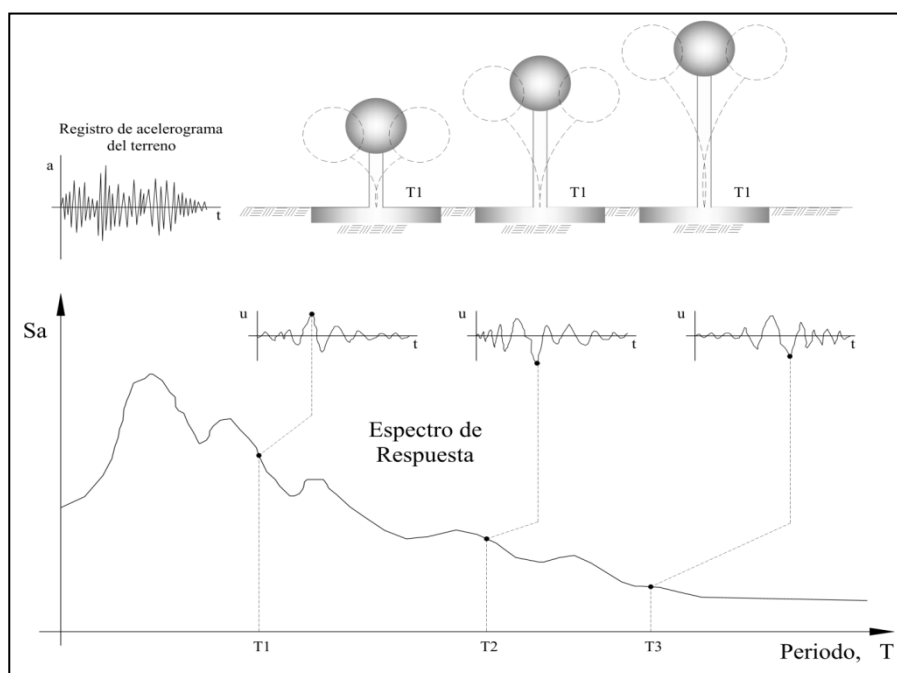 Registro de acelerograma
del terreno
a
t
T1
T1
T1
Sa
u
t
u
t
u
t
Espectro de
Respuesta
T1
T2
T3
Periodo, T